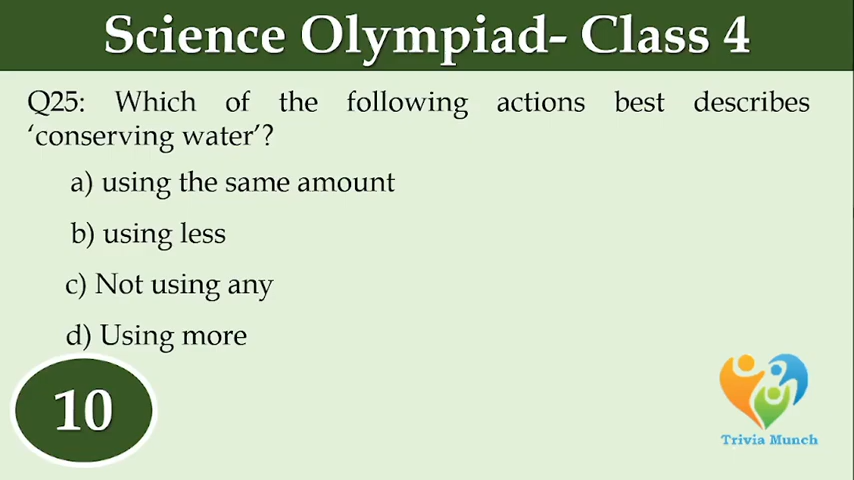 Science Olympiad- Class 4
Q25: Which of the following actions best describes
‘conserving water’?
a) using the same amount
b) using less
c) Not using any
d) Using more
10
Trivia Munch